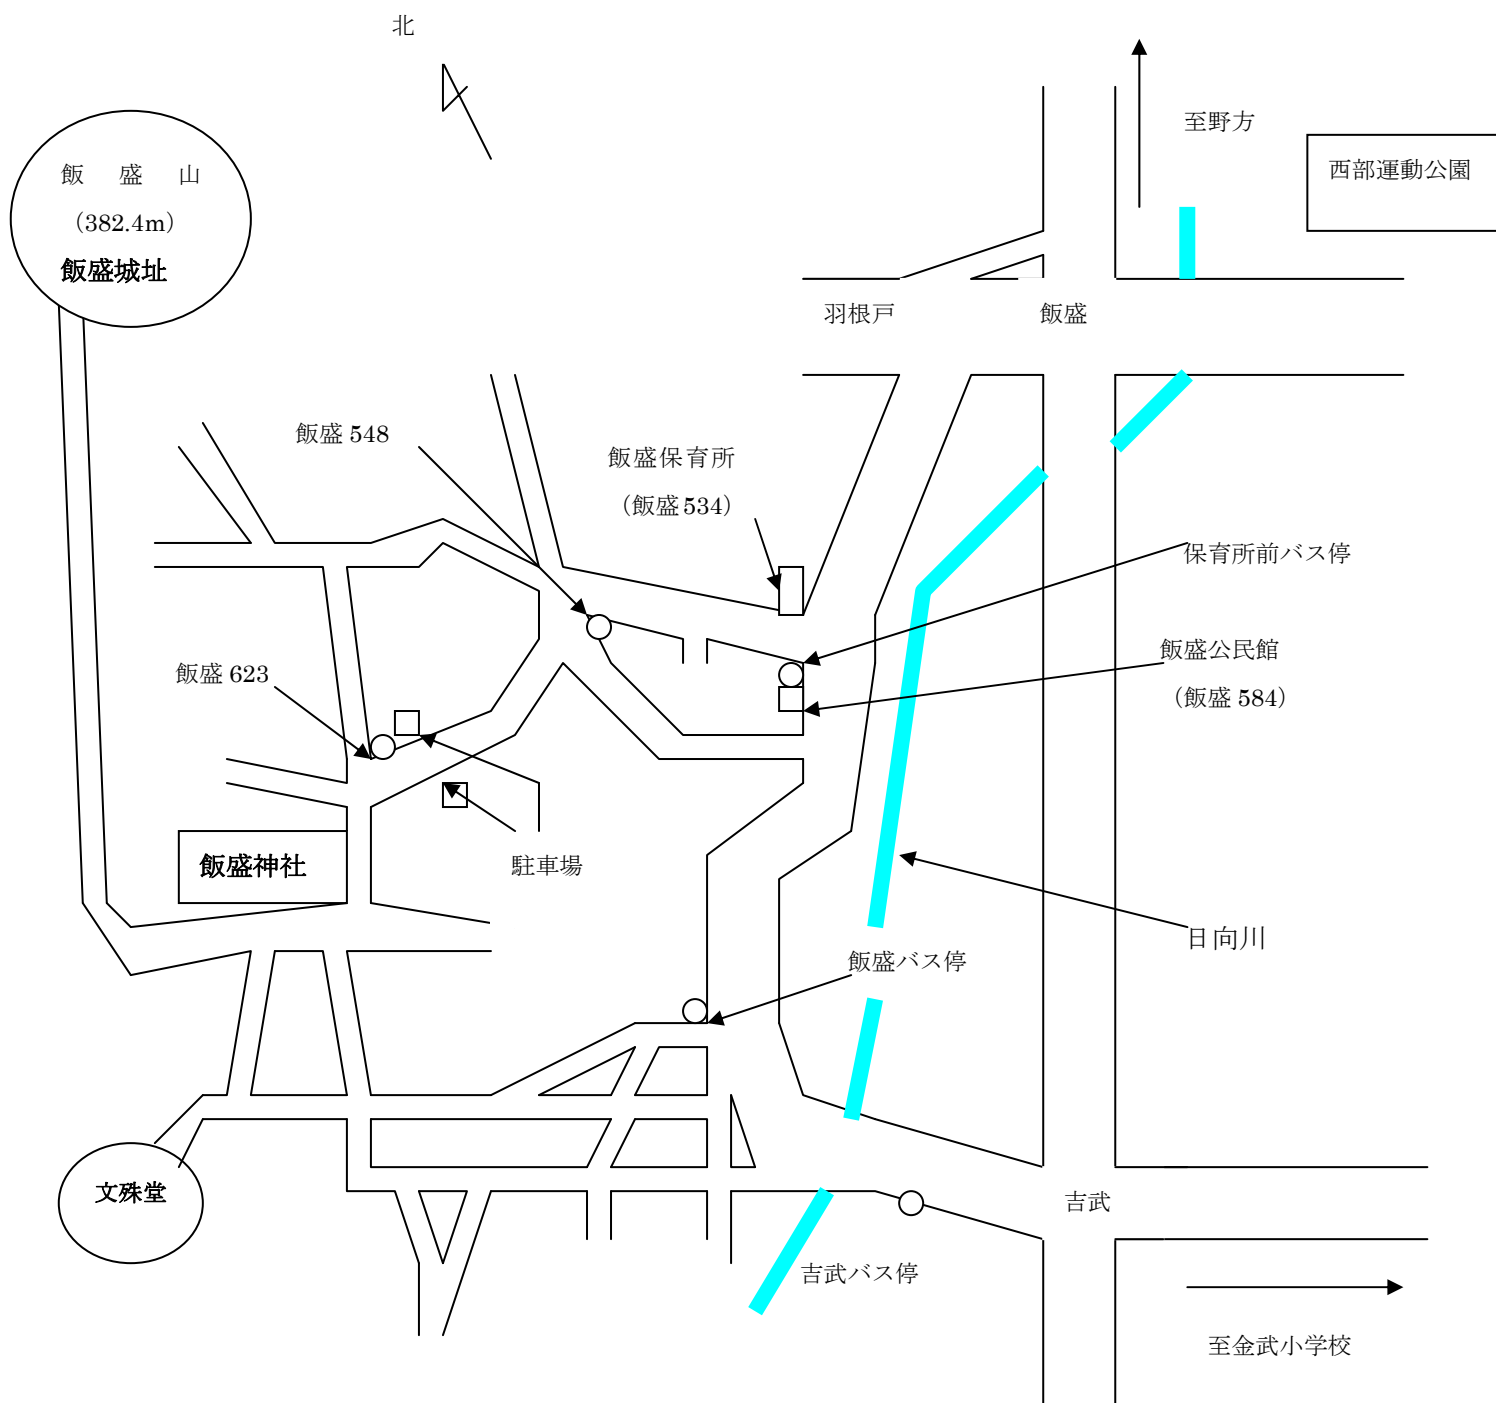 北
至野方
西部運動公園
飯 盛 山
（382.4m）
飯盛城址
羽根戸
飯盛
飯盛 548
飯盛保育所
（飯盛 534）
保育所前バス停
飯盛公民館
（飯盛 584）
飯盛 623
飯盛神社
駐車場
日向川
飯盛バス停
文殊堂
吉武
吉武バス停
至金武小学校